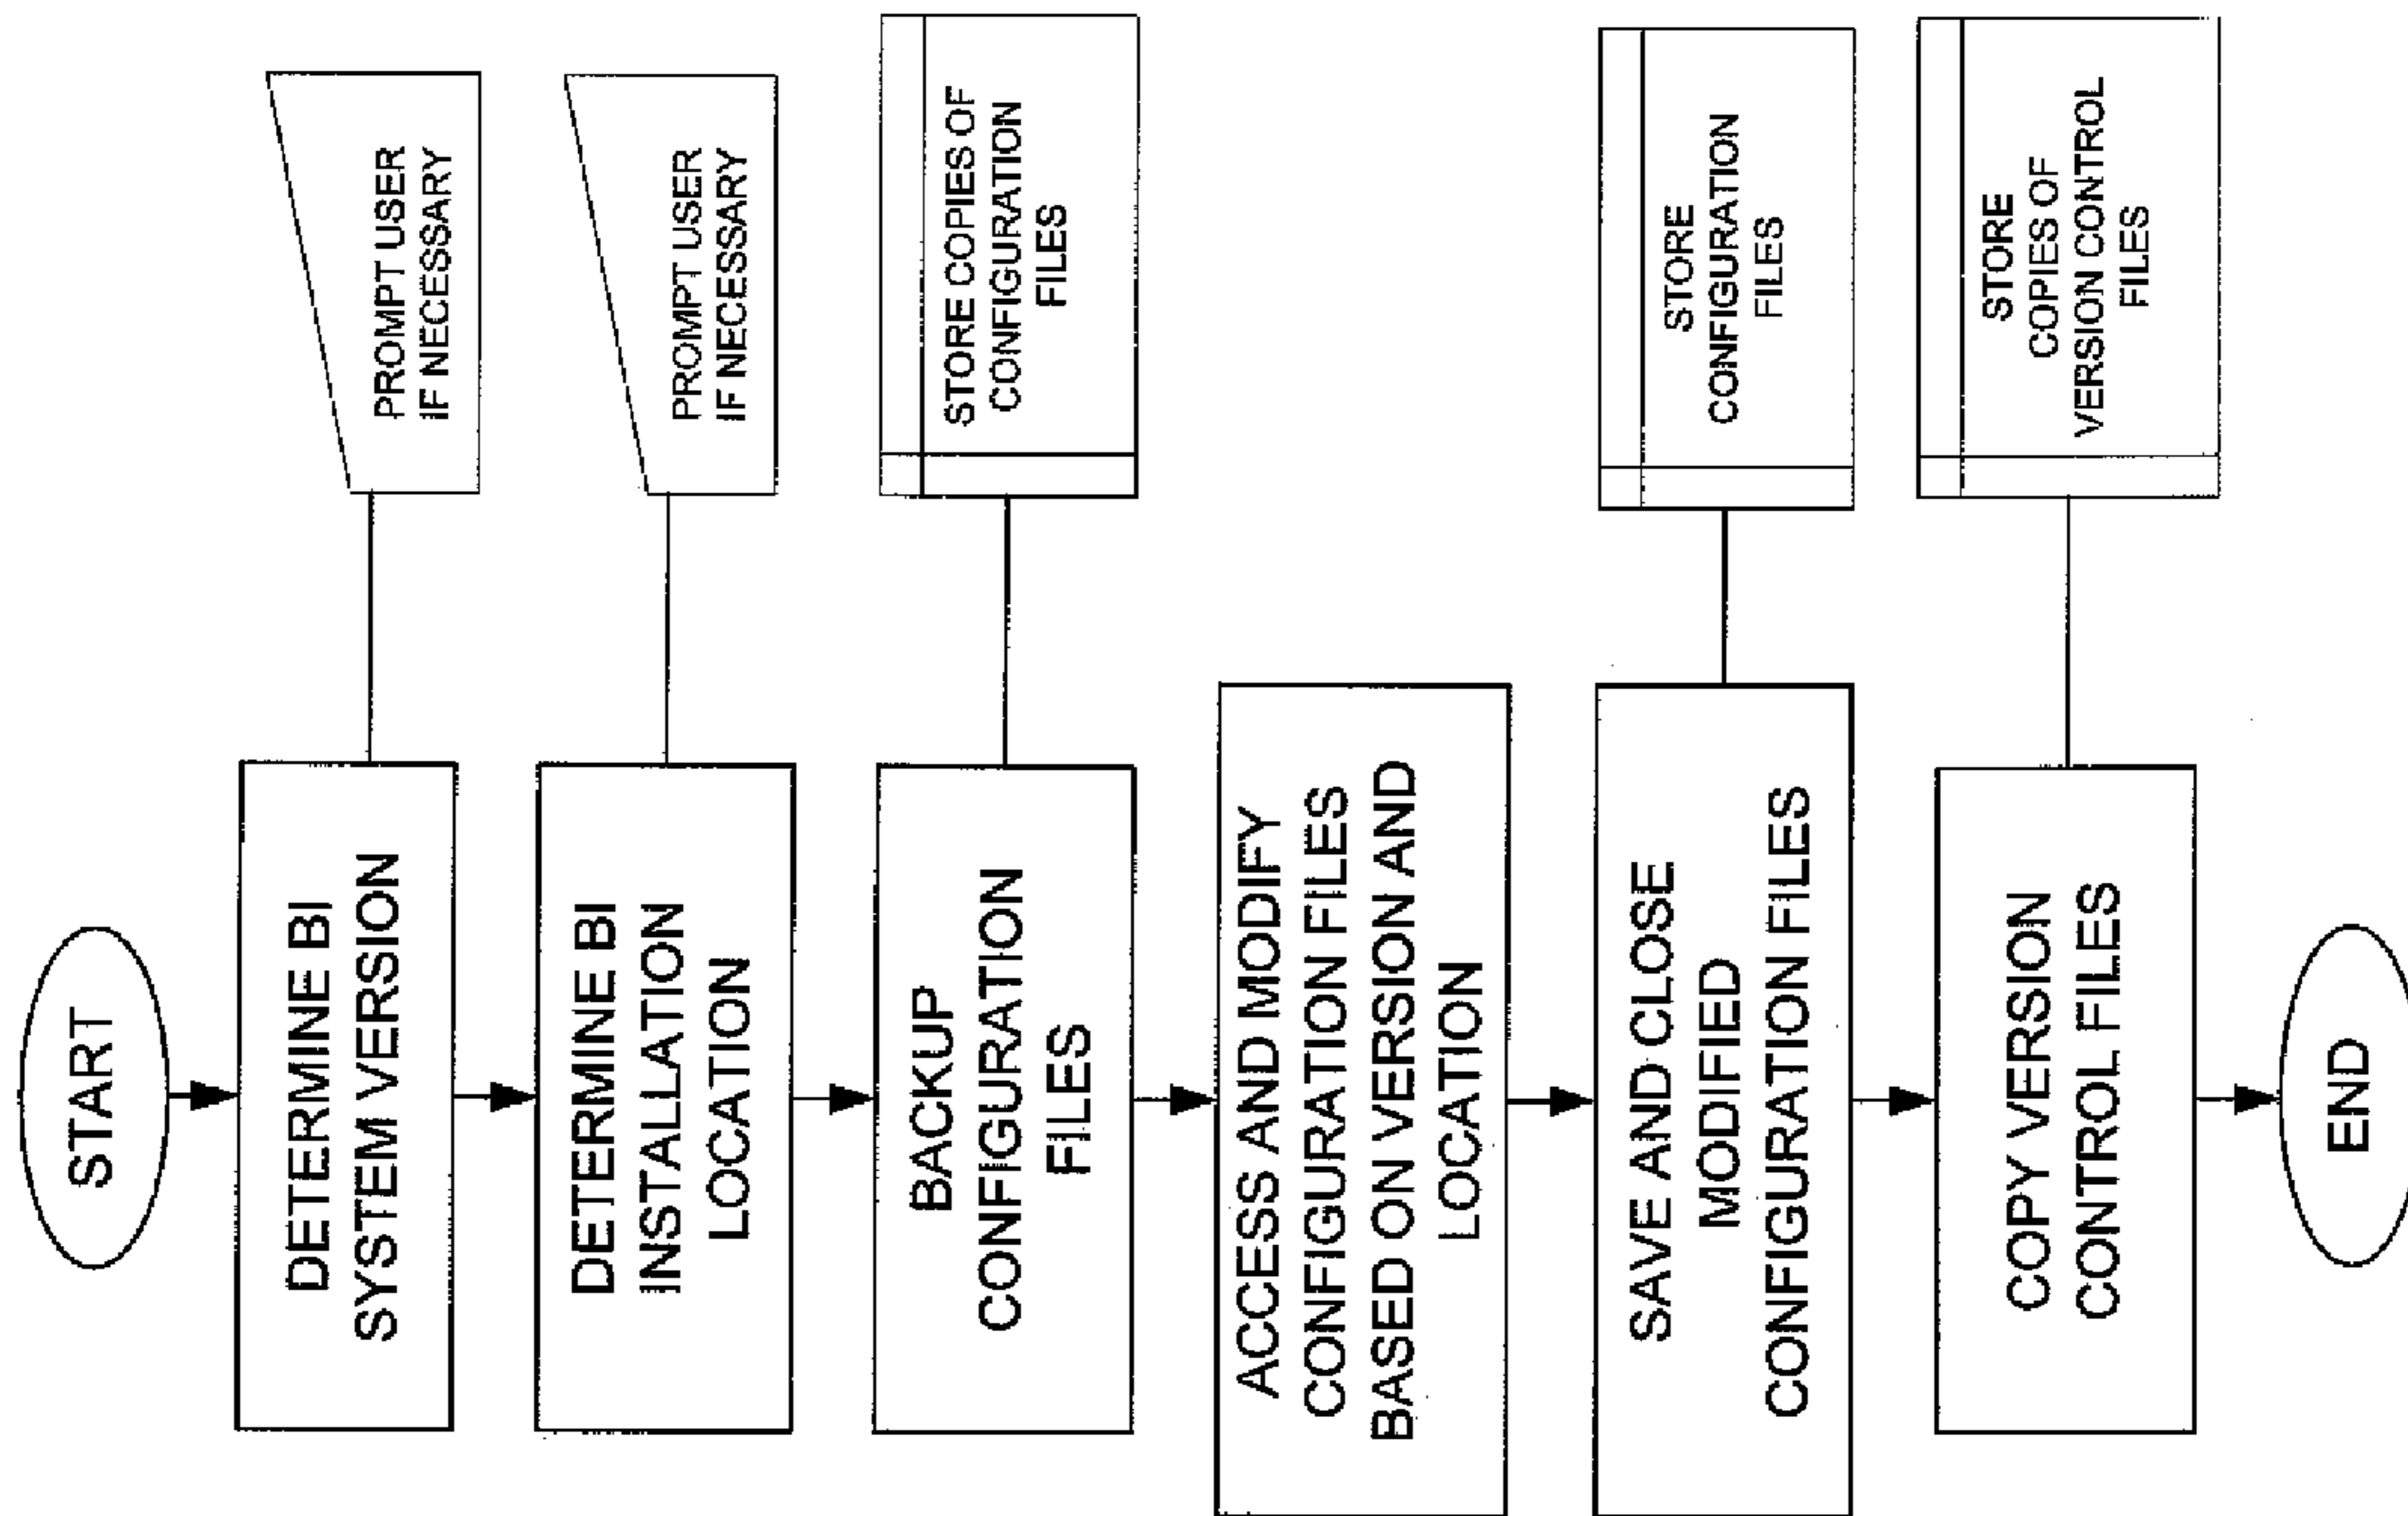 START
DETERMINE BI
SYSTEM VERSION
PROMPT USER
IF NECESSARY
DETERMINE BI
INSTALLATION
LOCATION
PROMPT USER
IF NECESSARY
BACKUP
CONFIGURATION
FILES
STORE COPIES OF
CONFIGURATION
FILES
ACCESS AND MODIFY
CONFIGURATION FILES
BASED ON VERSION AND
LOCATION
SAVE AND CLOSE
MODIFIED
CONFIGURATION FILES
STORE
CONFIGURATION
FILES
COPY VERSION
CONTROL FILES
STORE
COPIES OF
VERSION CONTROL
FILES
END